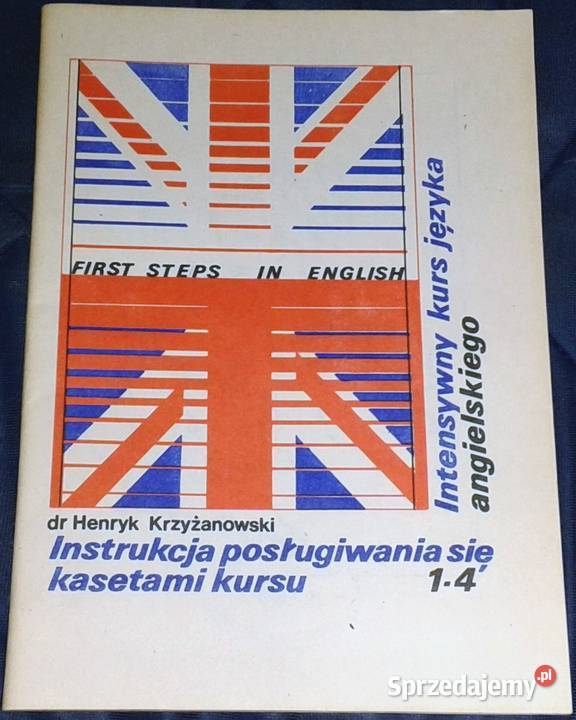 FIRST STEPS IN ENGLISH
Intensywny kurs języka
angielskiego
dr Henryk Krzyżanowski
Instrukcja posługiwania się
kasetami kursu 1-4
Sprzedajemy.pl